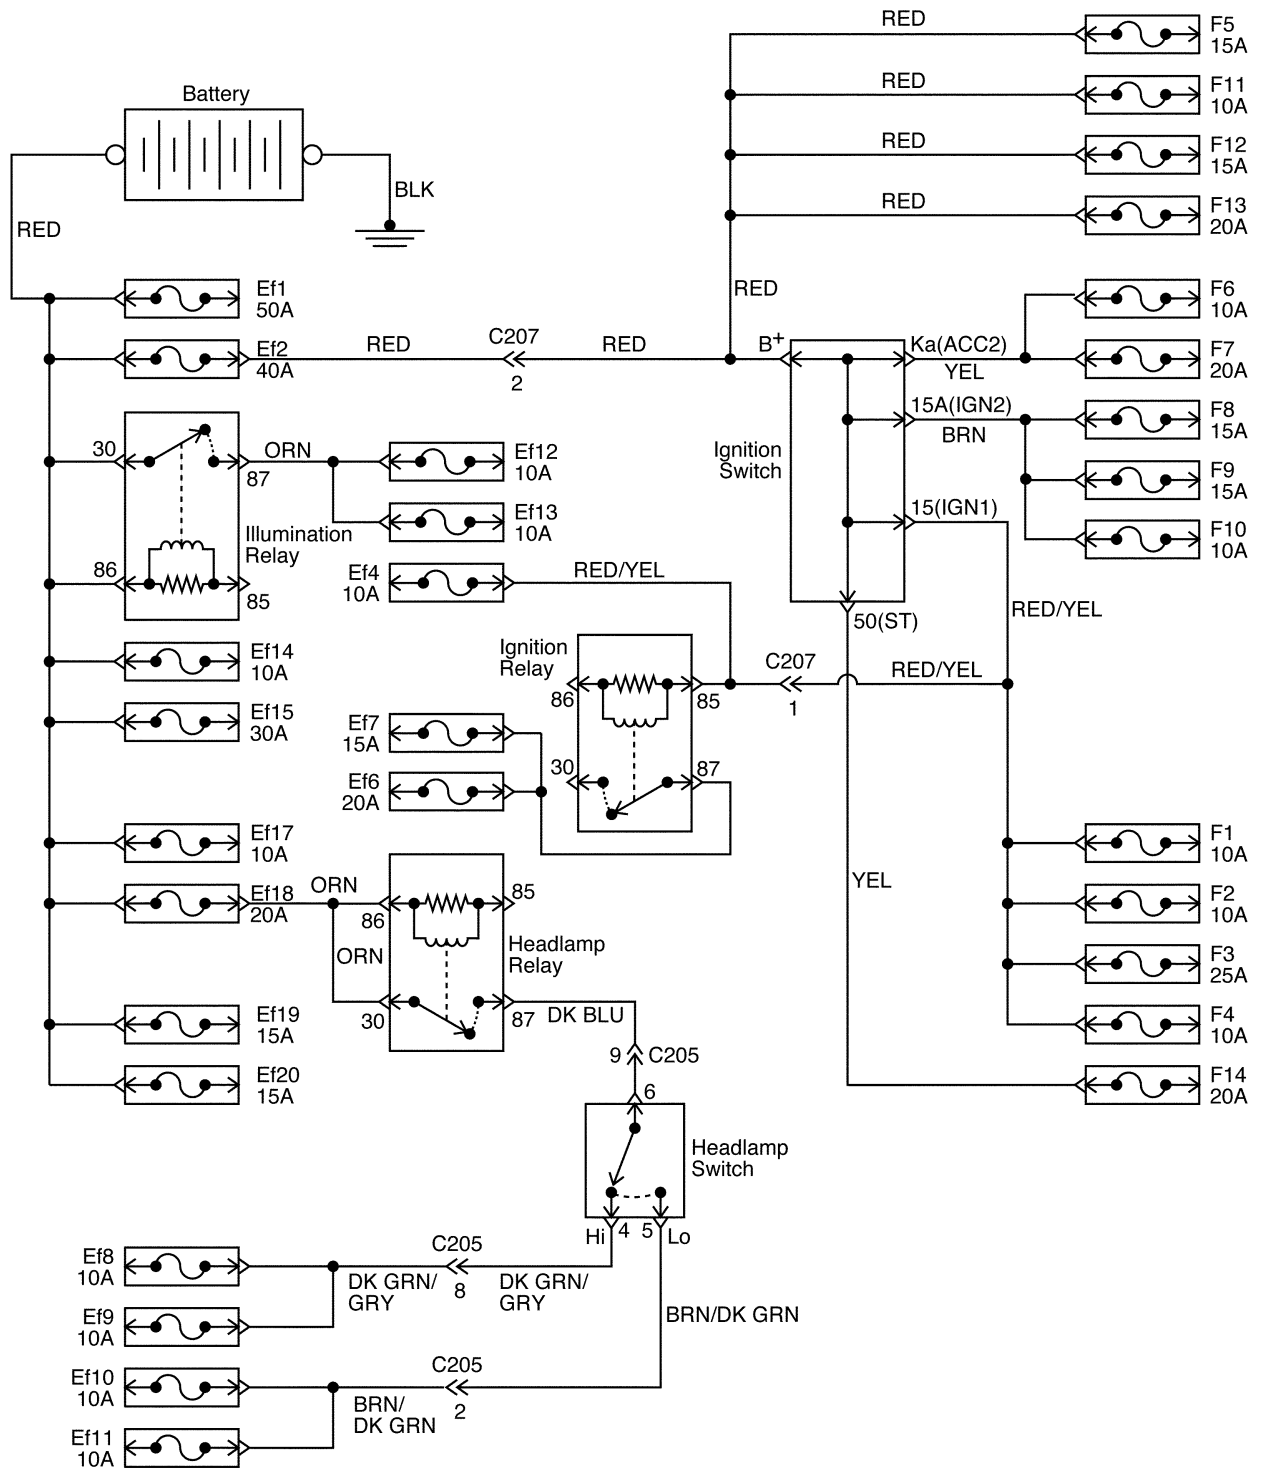 RED
F5
15A
RED
F11
10A
Battery
RED
F12
15A
BLK
RED
F13
20A
RED
RED
Ef1
50A
F6
10A
Ef2
40A
RED
C207
2
RED
B+
Ka(ACC2)
YEL
F7
20A
15A(IGN2)
BRN
F8
15A
Ignition
Switch
30
ORN
87
Ef12
10A
F9
15A
15(IGN1)
Ef13
10A
F10
10A
Illumination
Relay
86
85
Ef4
10A
RED/YEL
RED/YEL
50(ST)
Ef14
10A
Ignition
Relay
86
85
C207
1
RED/YEL
Ef15
30A
Ef7
15A
30
87
Ef6
20A
Ef17
10A
F1
10A
Ef18
20A
ORN
86
85
YEL
F2
10A
ORN
Headlamp
Relay
F3
25A
30
87
DK BLU
Ef19
15A
F4
10A
9
C205
Ef20
15A
6
F14
20A
Headlamp
Switch
Hi
4
5
Lo
Ef8
10A
C205
8
DK GRN/
GRY
DK GRN/
GRY
Ef9
10A
BRN/DK GRN
Ef10
10A
C205
2
BRN/
DK GRN
Ef11
10A